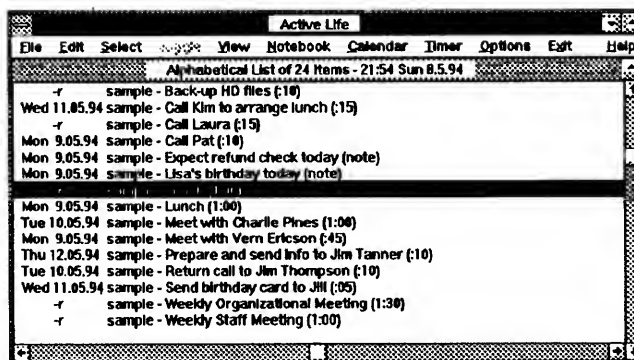 Active Life
File Edit Select Toggle View Notebook Calendar Timer Options Exit Help
Alphabetical List of 24 Items - 21:54 Sun 8.5.94
-r sample - Back-up HD files (:10)
Wed 11.05.94 sample - Call Kim to arrange lunch (:15)
-r sample - Call Laura (:15)
Mon 9.05.94 sample - Call Pat (:10)
Mon 9.05.94 sample - Expect refund check today (note)
Mon 9.05.94 sample - Lisa's birthday today (note)
Mon 9.05.94 sample - Lunch (1:00)
Tue 10.05.94 sample - Meet with Charlie Pines (1:00)
Mon 9.05.94 sample - Meet with Vern Ericson (:45)
Thu 12.05.94 sample - Prepare and send info to Jim Tanner (:10)
Tue 10.05.94 sample - Return call to Jim Thompson (:10)
Wed 11.05.94 sample - Send birthday card to Jill (:05)
-r sample - Weekly Organizational Meeting (1:30)
-r sample - Weekly Staff Meeting (1:00)